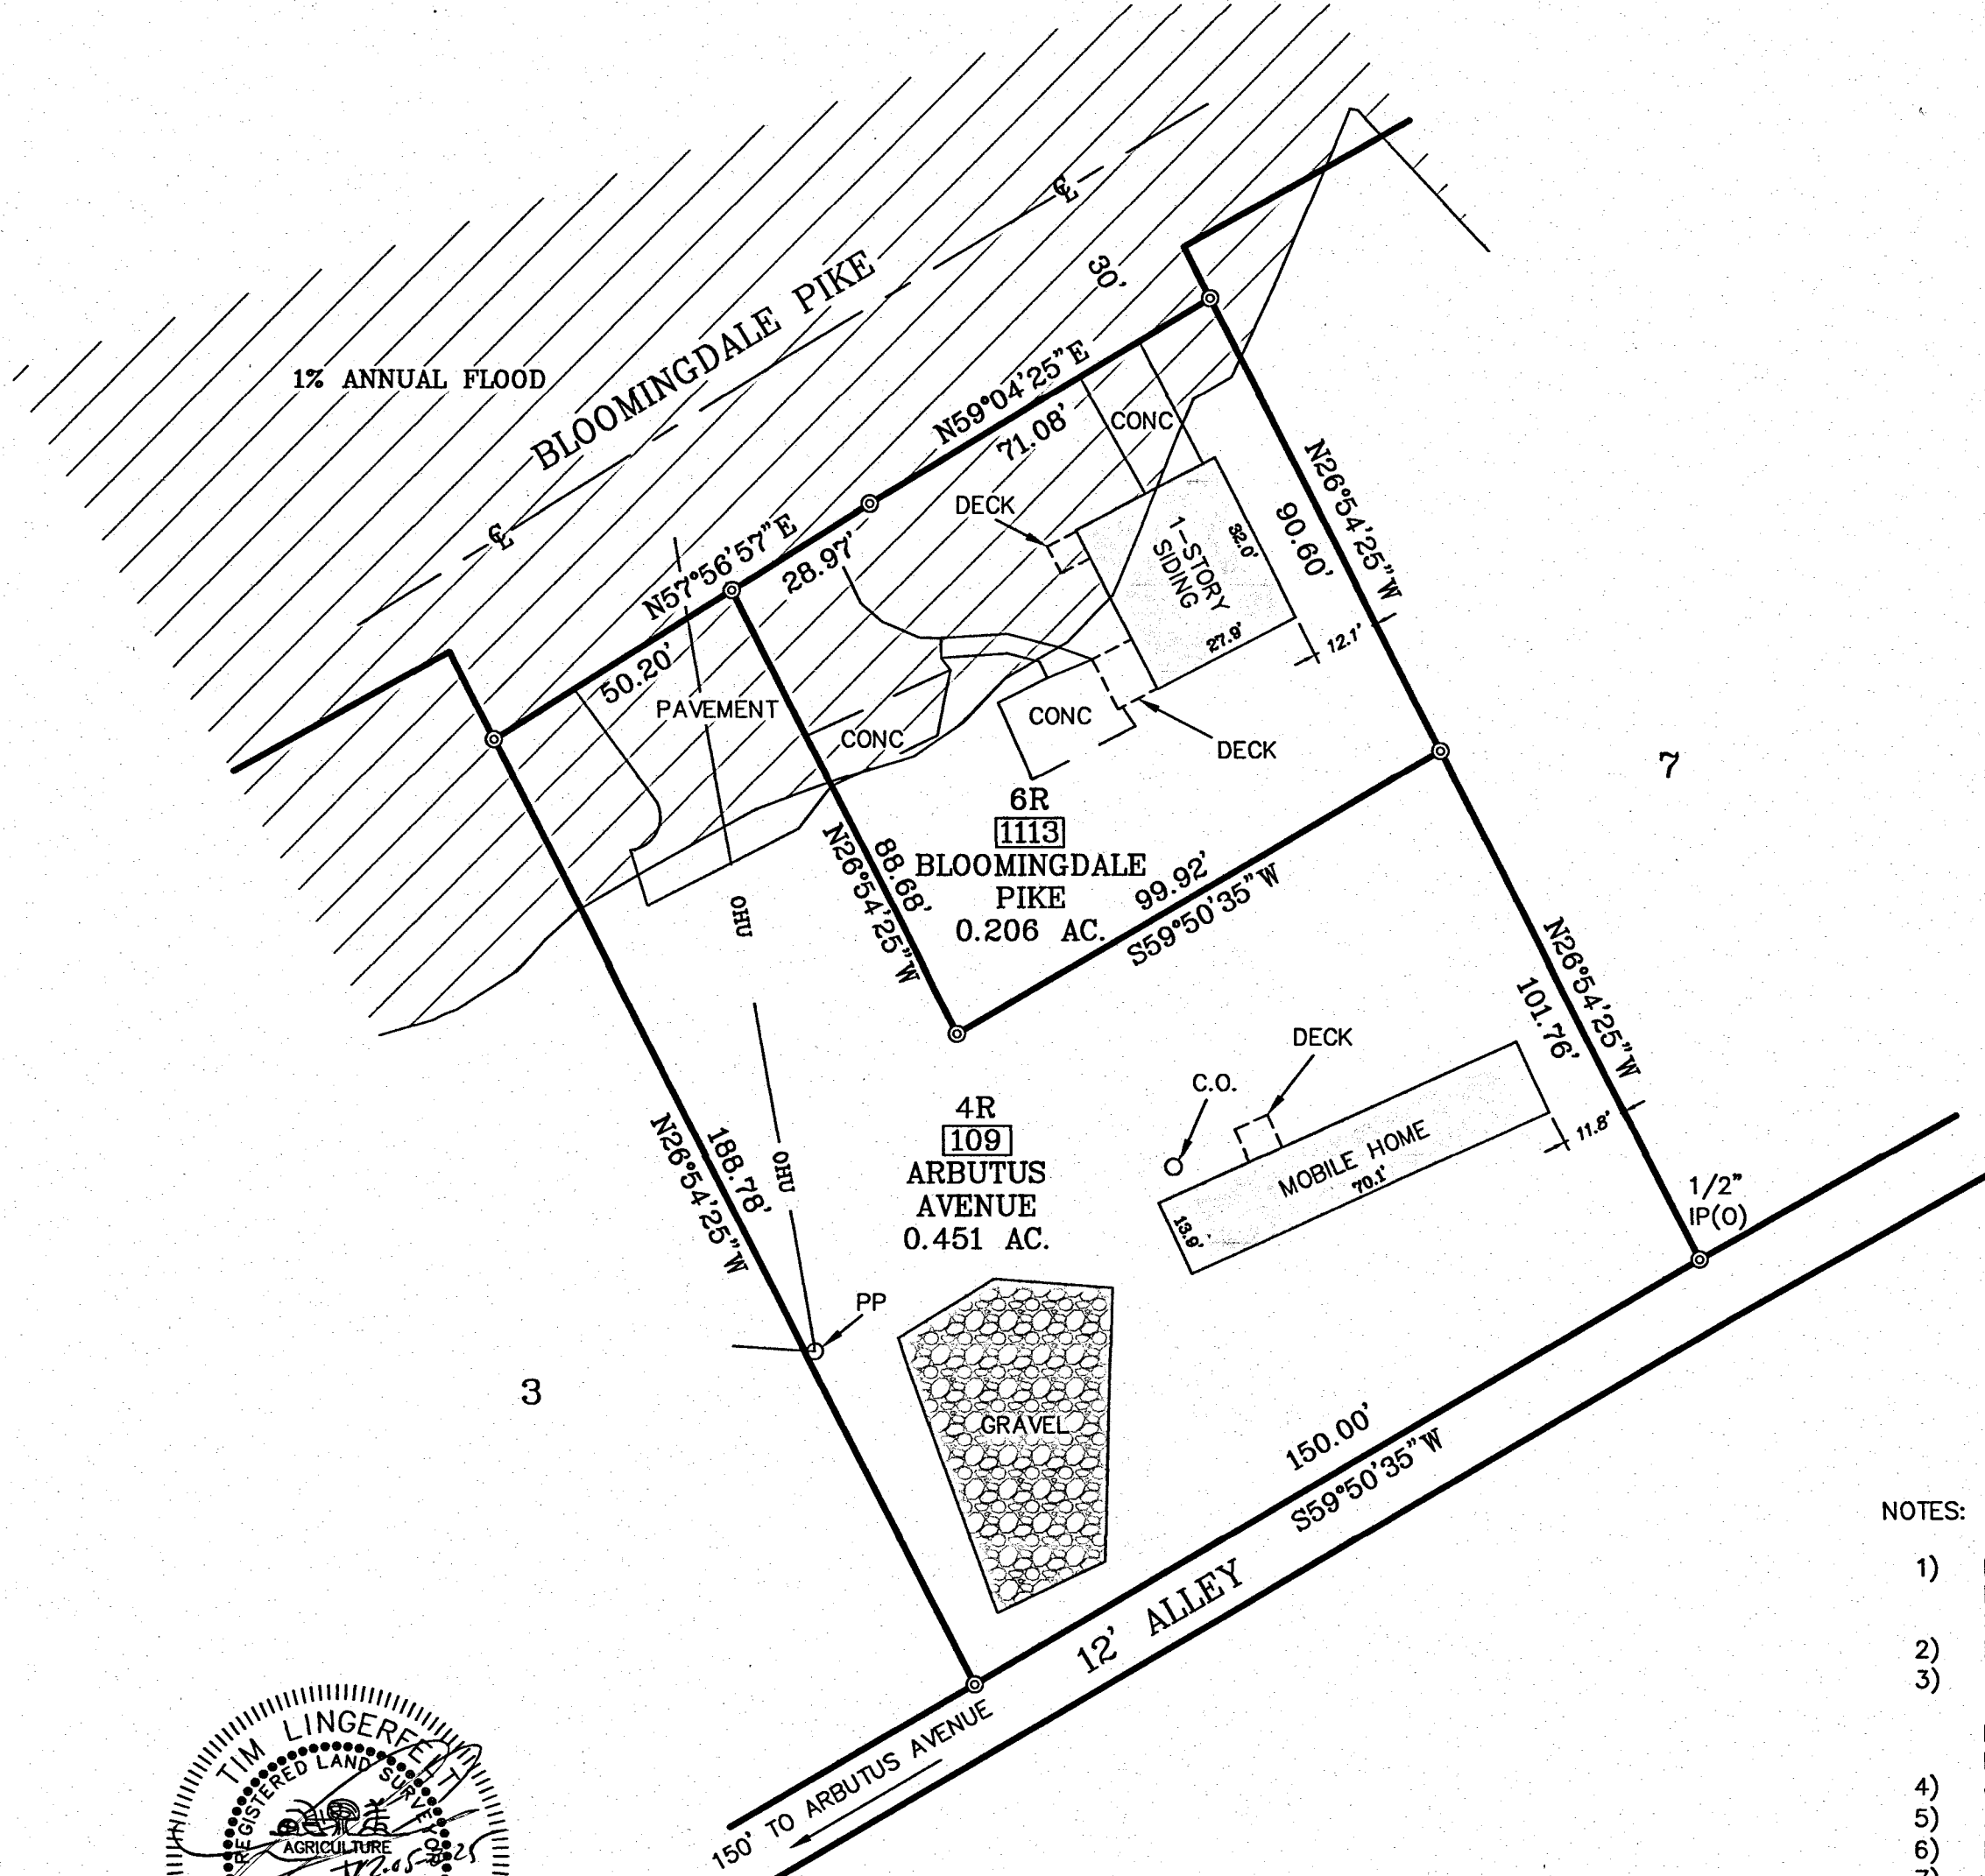 1% ANNUAL FLOOD
BLOOMINGDALE PIKE
℄
℄
30'
N59°04'25"E
71.08'
N57°56'57"E
28.97'
50.20'
PAVEMENT
CONC
CONC
CONC
DECK
DECK
1-STORY
SIDING
32.0'
27.9'
12.1'
N26°54'25"W
90.60'
7
6R
1113
BLOOMINGDALE
PIKE
0.206 AC.
88.68'
N26°54'25"W
99.92'
S59°50'35"W
OHU
OHU
188.78'
N26°54'25"W
N26°54'25"W
101.76'
DECK
C.O.
MOBILE HOME
70.1'
13.9'
11.8'
4R
109
ARBUTUS
AVENUE
0.451 AC.
1/2"
IP(O)
PP
3
GRAVEL
150.00'
S59°50'35"W
12' ALLEY
150' TO ARBUTUS AVENUE
NOTES:
1)
2)
3)
4)
5)
6)
7)
TIM LINGERFELT
REGISTERED LAND SURVEYOR
AGRICULTURE